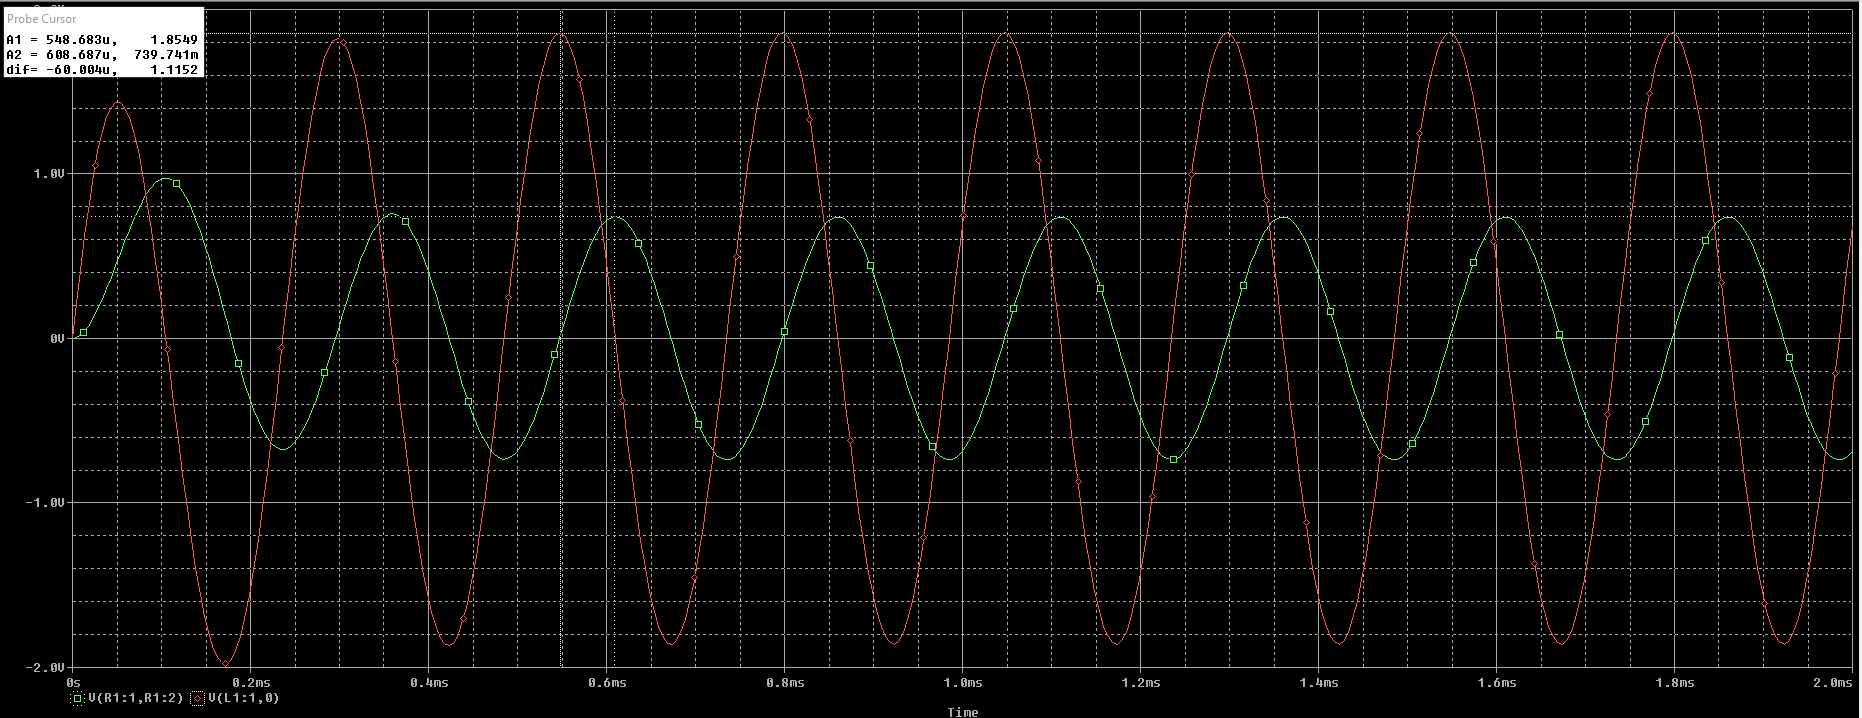 Probe Cursor
A1 = 548.683u, 1.8549
A2 = 608.687u, 739.741m
dif= -60.004u, 1.1152
1.0V
0V
-1.0V
-2.0V
0s 0.2ms 0.4ms 0.6ms 0.8ms 1.0ms 1.2ms 1.4ms 1.6ms 1.8ms 2.0ms
V(R1:1,R1:2) V(L1:1,0)
Time